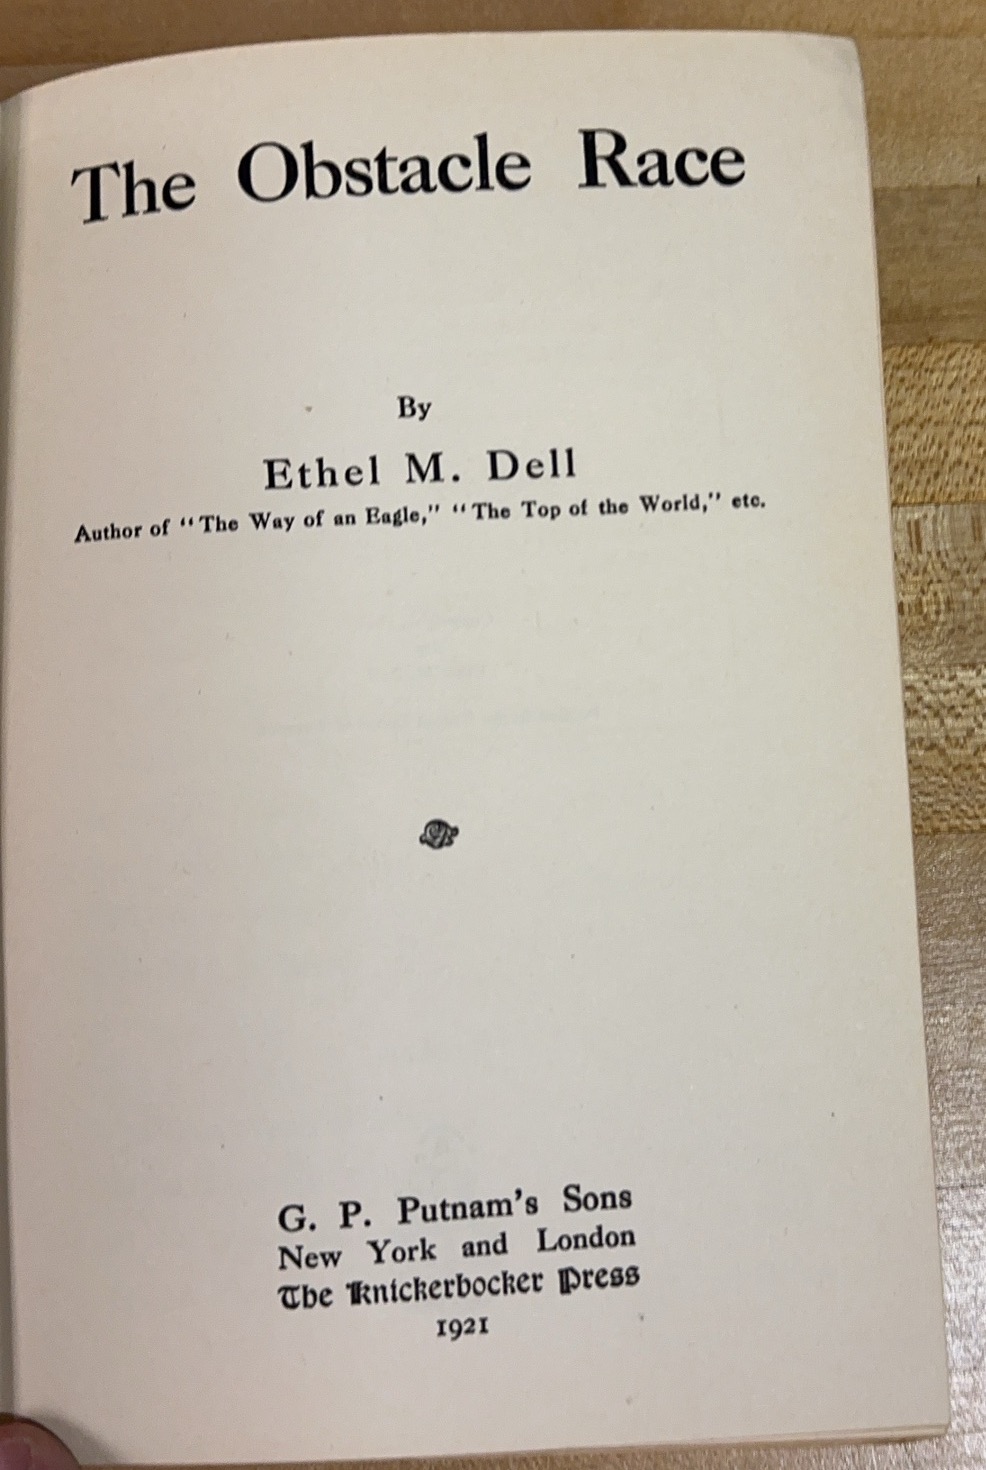 The Obstacle Race
By
Ethel M. Dell
Author of “The Way of an Eagle,” “The Top of the World,” etc.
G. P. Putnam’s Sons
New York and London
The Knickerbocker Press
1921